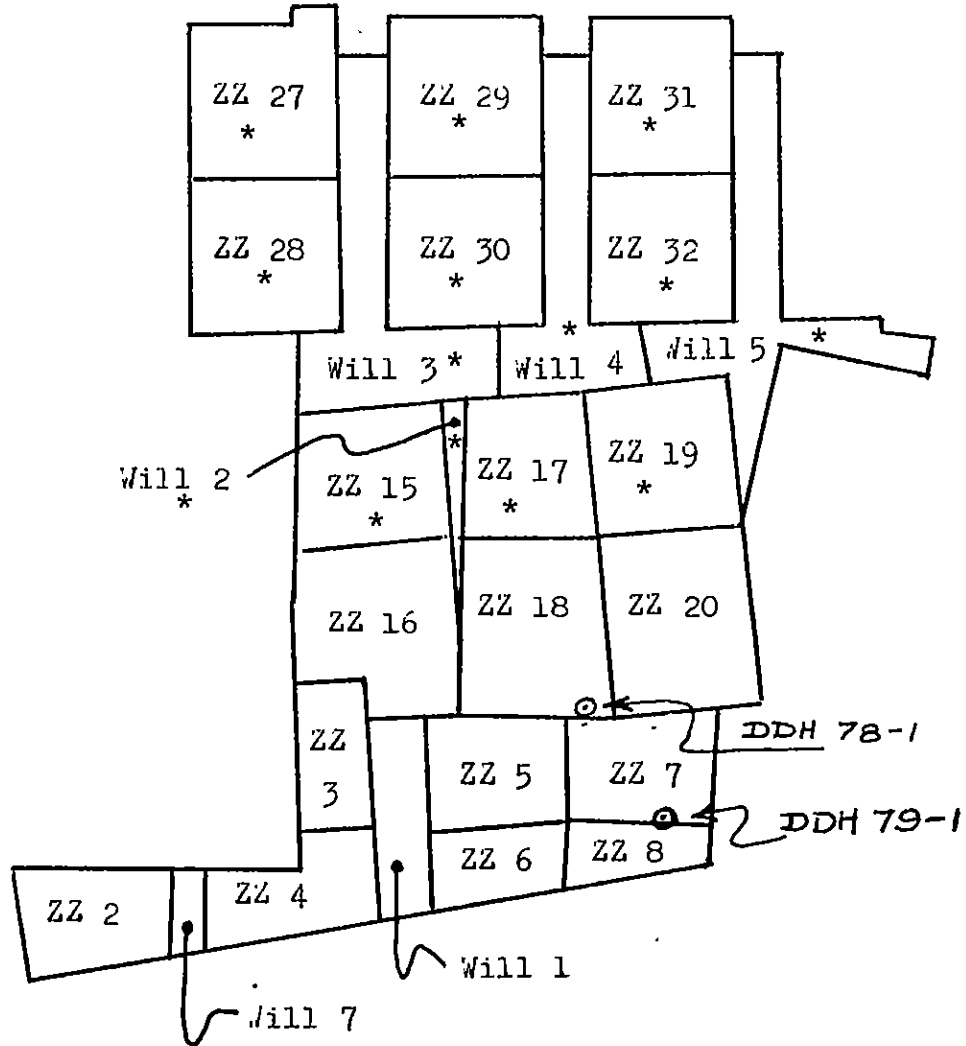 ZZ 27
*
ZZ 29
*
ZZ 31
*
ZZ 28
*
ZZ 30
*
ZZ 32
*
Will 3 *
*
Will 4
Will 5 *
Will 2
*
*
ZZ 15
*
ZZ 17
*
ZZ 19
*
ZZ 16
ZZ 18
ZZ 20
DDH 78-1
ZZ
3
ZZ 5
ZZ 7
DDH 79-1
ZZ 6
ZZ 8
ZZ 2
ZZ 4
Will 1
Will 7